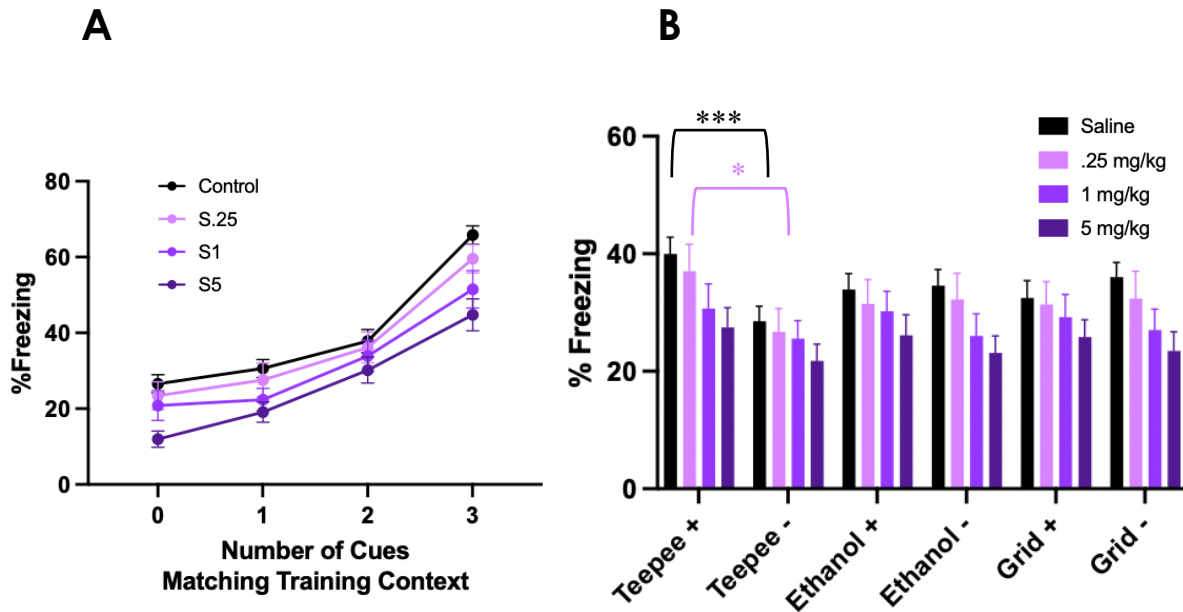 A
%Freezing
80
60
40
20
0
Control
S.25
S1
S5
0 1 2 3
Number of Cues
Matching Training Context
B
% Freezing
60
40
20
0
***
*
Saline
.25 mg/kg
1 mg/kg
5 mg/kg
Teepee +
Teepee -
Ethanol +
Ethanol -
Grid +
Grid -